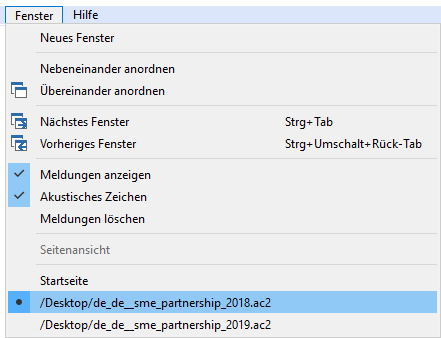 Fenster Hilfe
Neues Fenster
Nebeneinander anordnen
Übereinander anordnen
Nächstes Fenster Strg+Tab
Vorheriges Fenster Strg+Umschalt+Rück-Tab
Meldungen anzeigen
Akustisches Zeichen
Meldungen löschen
Seitenansicht
Startseite
/Desktop/de_de__sme_partnership_2018.ac2
/Desktop/de_de__sme_partnership_2019.ac2